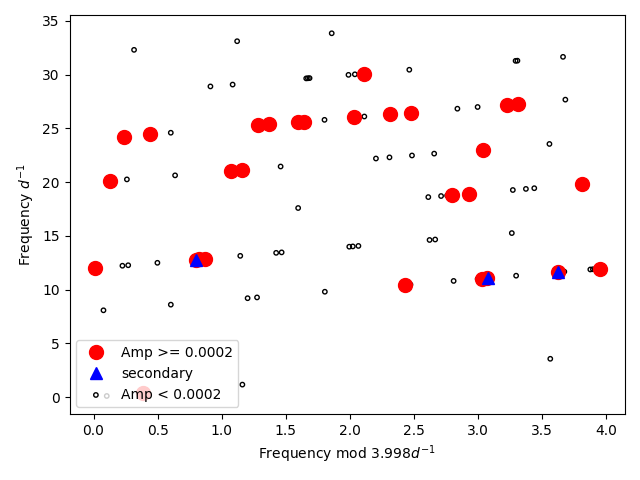 35
30
25
20
15
10
5
0
Frequency d⁻¹
Amp >= 0.0002
secondary
Amp < 0.0002
0.0 0.5 1.0 1.5 2.0 2.5 3.0 3.5 4.0
Frequency mod 3.998d⁻¹